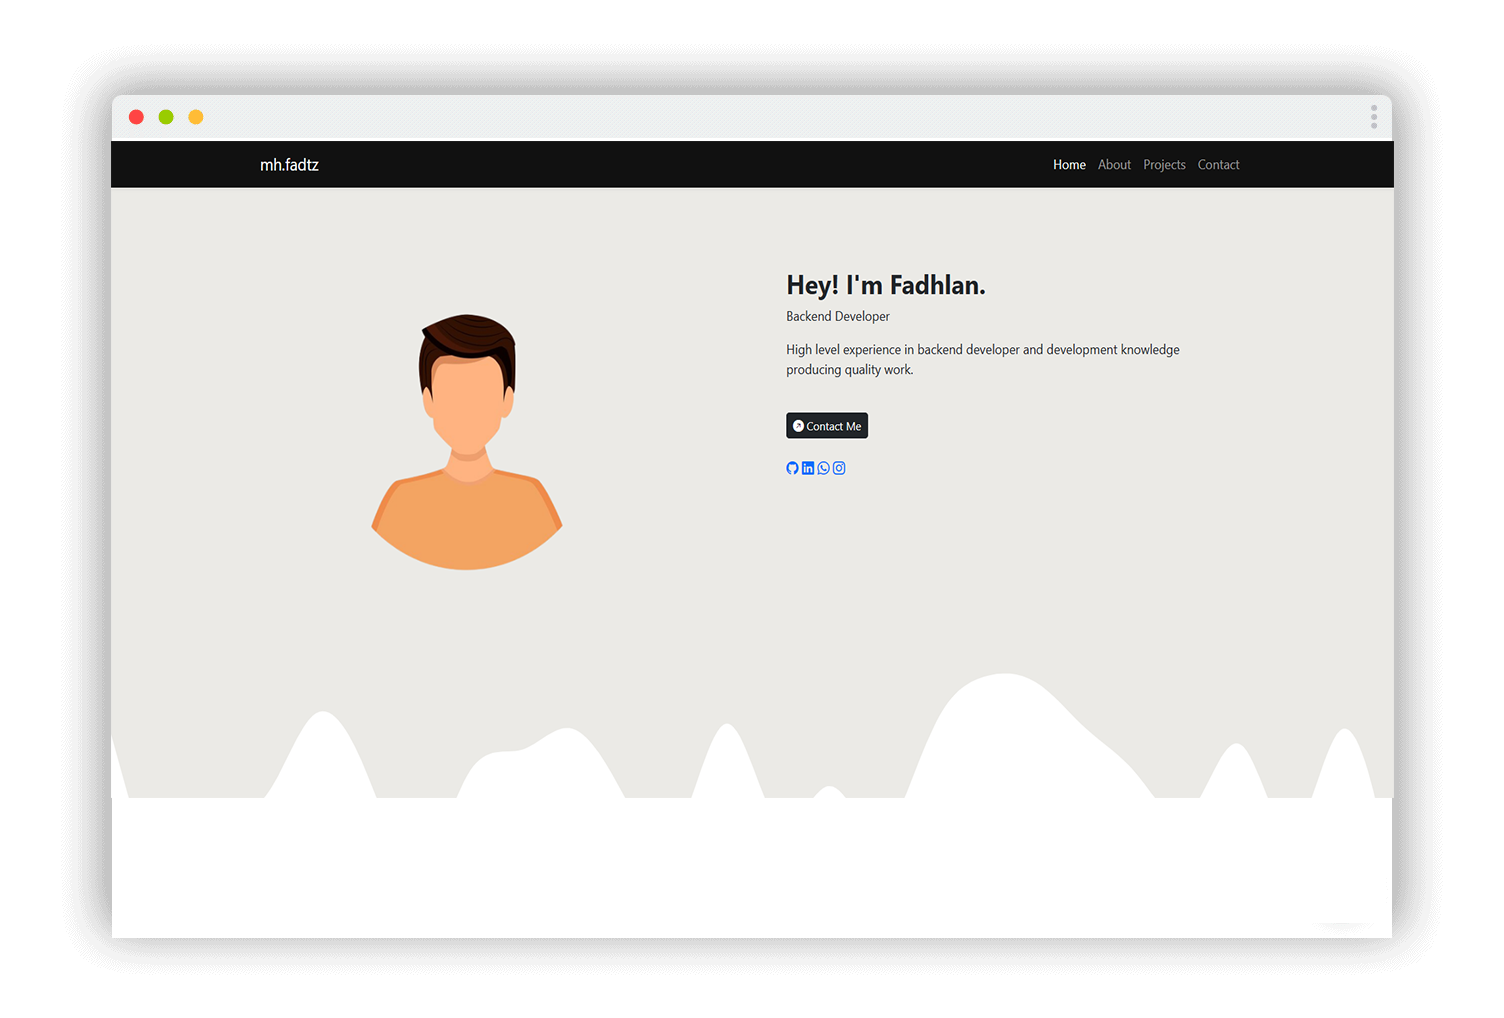 mh.fadtz
Home About Projects Contact
Hey! I'm Fadhlan.
Backend Developer
High level experience in backend developer and development knowledge
producing quality work.
Contact Me